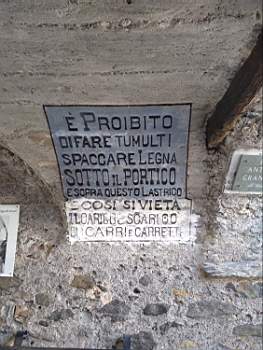 È PROIBITO
DI FARE TUMULTI
SPACCARE LEGNA
SOTTO IL PORTICO
E SOPRA QUESTO LASTRICO
E COSÌ SI VIETA
IL CARICO E SCARICO
DI CARRI E CARRETTI